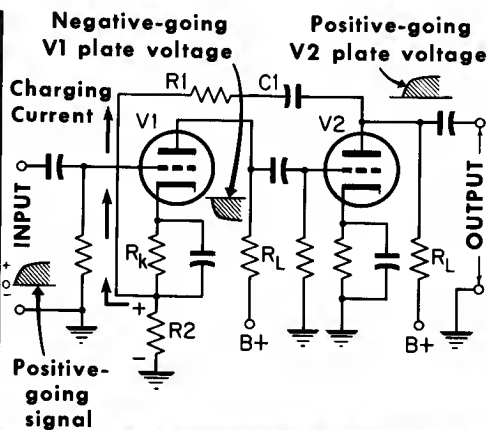 Negative-going
V1 plate voltage
Positive-going
V2 plate voltage
Charging
Current
R1
C1
V1
V2
INPUT
+
0
-
Rk
RL
RL
OUTPUT
+
R2
-
B+
B+
Positive-
going
signal